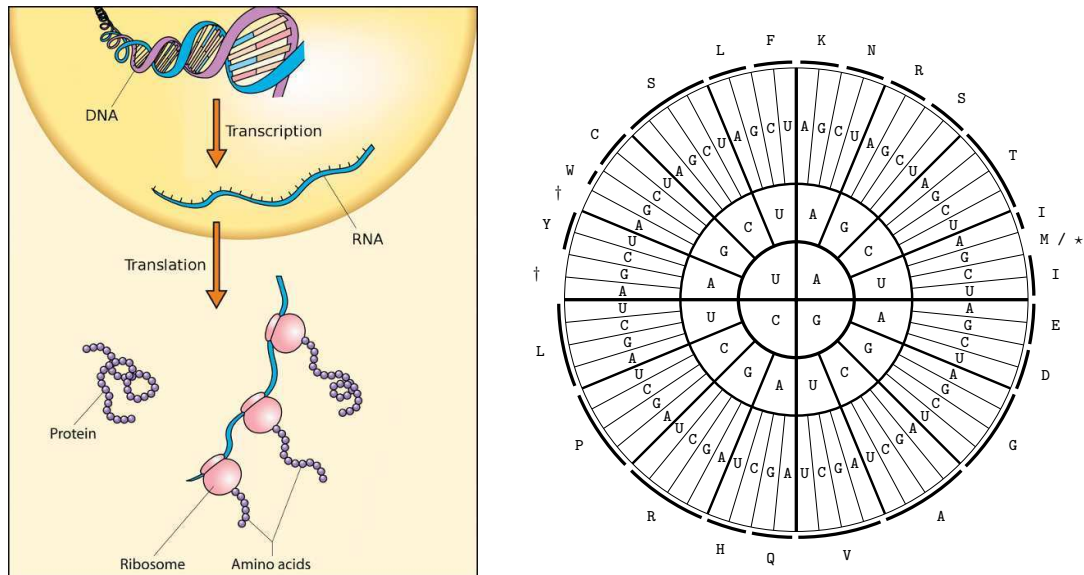 DNA
Transcription
RNA
Translation
Protein
Ribosome
Amino acids
K
N
R
S
T
I
M / *
I
E
D
G
A
V
Q
H
R
P
L
†
Y
†
W
C
S
L
F
A G C U A G C U A G C U A G C U
A G C U A G C U A G C U A G C U
A G C U A G C U A G C U A G C U
A G C U A G C U A G C U A G C U
A G C U
A G C U
A G C U
A G C U
U A
C G